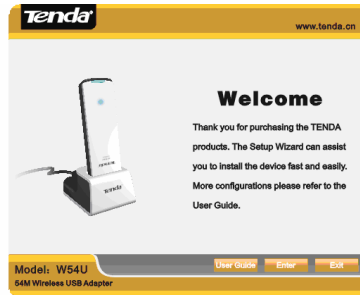 Tenda
www.tenda.cn
Welcome
Thank you for purchasing the TENDA
products. The Setup Wizard can assist
you to install the device fast and easily.
More configurations please refer to the
User Guide.
Tenda
Model: W54U
54M Wireless USB Adapter
User Guide
Enter
Exit